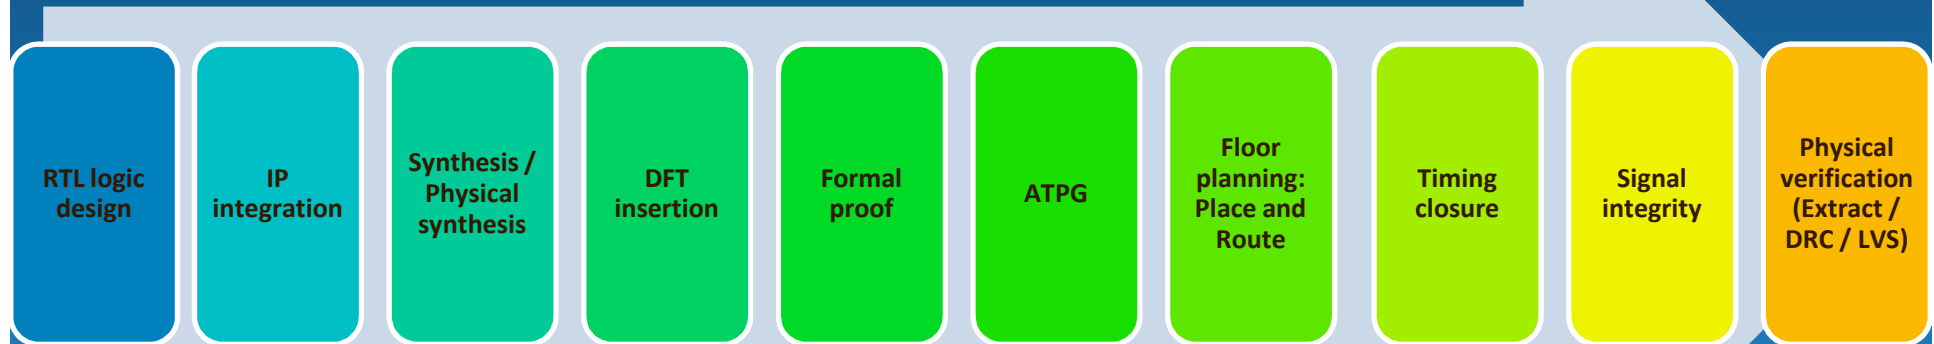 RTL logic
design
IP
integration
Synthesis /
Physical
synthesis
DFT
insertion
Formal
proof
ATPG
Floor
planning:
Place and
Route
Timing
closure
Signal
integrity
Physical
verification
(Extract /
DRC / LVS)